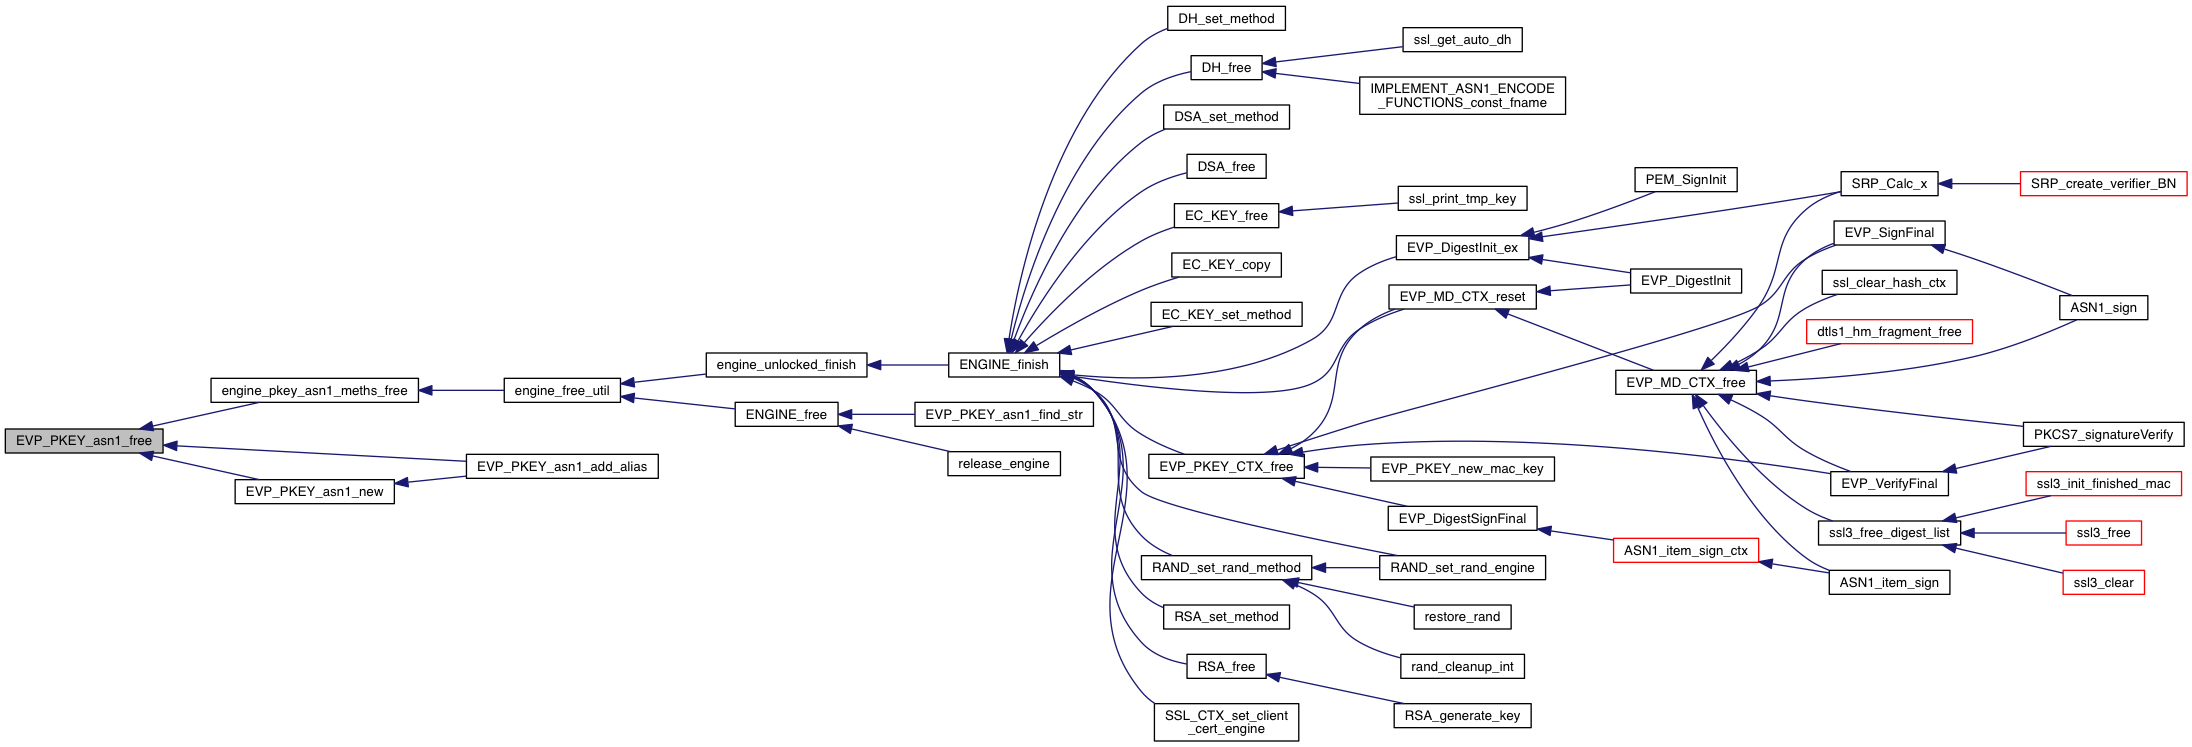 DH_set_method
ssl_get_auto_dh
DH_free
IMPLEMENT_ASN1_ENCODE
_FUNCTIONS_const_fname
DSA_set_method
DSA_free
PEM_SignInit
SRP_Calc_x
SRP_create_verifier_BN
ssl_print_tmp_key
EC_KEY_free
EVP_SignFinal
EVP_DigestInit_ex
EC_KEY_copy
EVP_DigestInit
ssl_clear_hash_ctx
EVP_MD_CTX_reset
ASN1_sign
EC_KEY_set_method
dtls1_hm_fragment_free
engine_unlocked_finish
ENGINE_finish
EVP_MD_CTX_free
engine_pkey_asn1_meths_free
engine_free_util
ENGINE_free
EVP_PKEY_asn1_find_str
PKCS7_signatureVerify
EVP_PKEY_asn1_free
release_engine
EVP_PKEY_asn1_add_alias
EVP_PKEY_CTX_free
EVP_PKEY_new_mac_key
EVP_PKEY_asn1_new
EVP_VerifyFinal
ssl3_init_finished_mac
EVP_DigestSignFinal
ssl3_free_digest_list
ssl3_free
ASN1_item_sign_ctx
RAND_set_rand_method
RAND_set_rand_engine
ASN1_item_sign
ssl3_clear
RSA_set_method
restore_rand
RSA_free
rand_cleanup_int
SSL_CTX_set_client
_cert_engine
RSA_generate_key